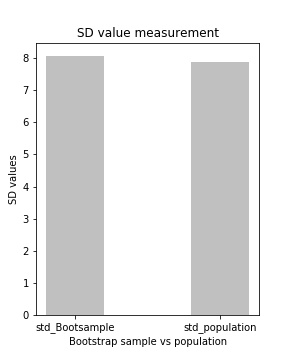 SD value measurement
8
7
6
5
4
3
2
1
0
SD values
std_Bootsample std_population
Bootstrap sample vs population